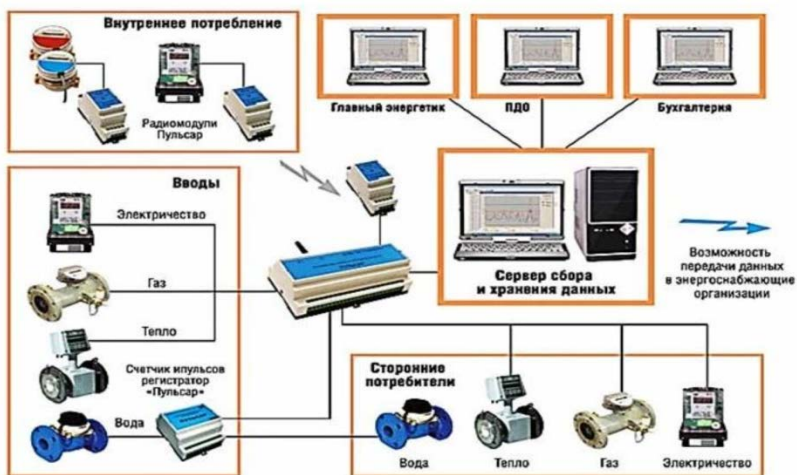 Внутреннее потребление
Радиомодули
Пульсар
Главный энергетик
ПДО
Бухгалтерия
Вводы
Электричество
Газ
Тепло
Счетчик ипульсов
регистратор
«Пульсар»
Вода
Сервер сбора
и хранения данных
Возможность
передачи данных
в энергоснабжающие
организации
Сторонние
потребители
Вода
Тепло
Газ
Электричество